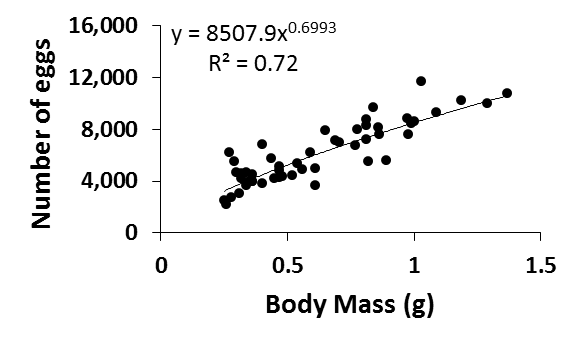 16,000
y = 8507.9x^0.6993
R² = 0.72
12,000
8,000
4,000
0
Number of eggs
0 0.5 1 1.5
Body Mass (g)